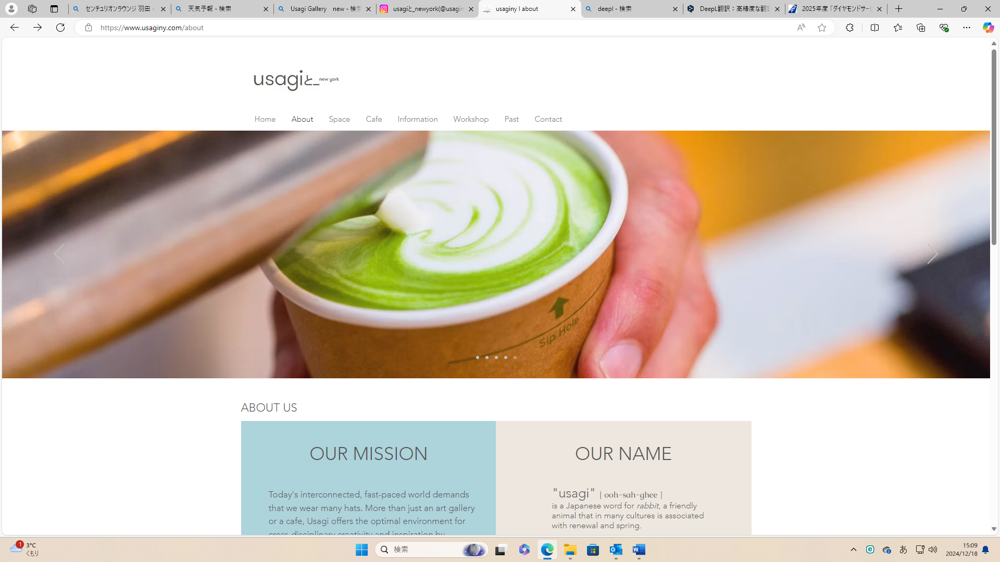 センチュリオンラウンジ 羽田 -
天気予報 - 検索
Usagi Gallery new - 検索
usagiと_newyork(@usagin
usaginy l about
deepl - 検索
DeepL翻訳：高精度な翻訳
2025年度「ダイヤモンドサービ
https://www.usaginy.com/about
usagiと_new york
Home About Space Cafe Information Workshop Past Contact
Sip Hole
ABOUT US
OUR MISSION
Today's interconnected, fast-paced world demands
that we wear many hats. More than just an art gallery
or a cafe, Usagi offers the optimal environment for
cross-disciplinary creativity and inspiration by
OUR NAME
"usagi" | ooh-sah-ghee |
is a Japanese word for rabbit, a friendly
animal that in many cultures is associated
with renewal and spring.
1
3°C
くもり
検索
あ
15:09
2024/12/18